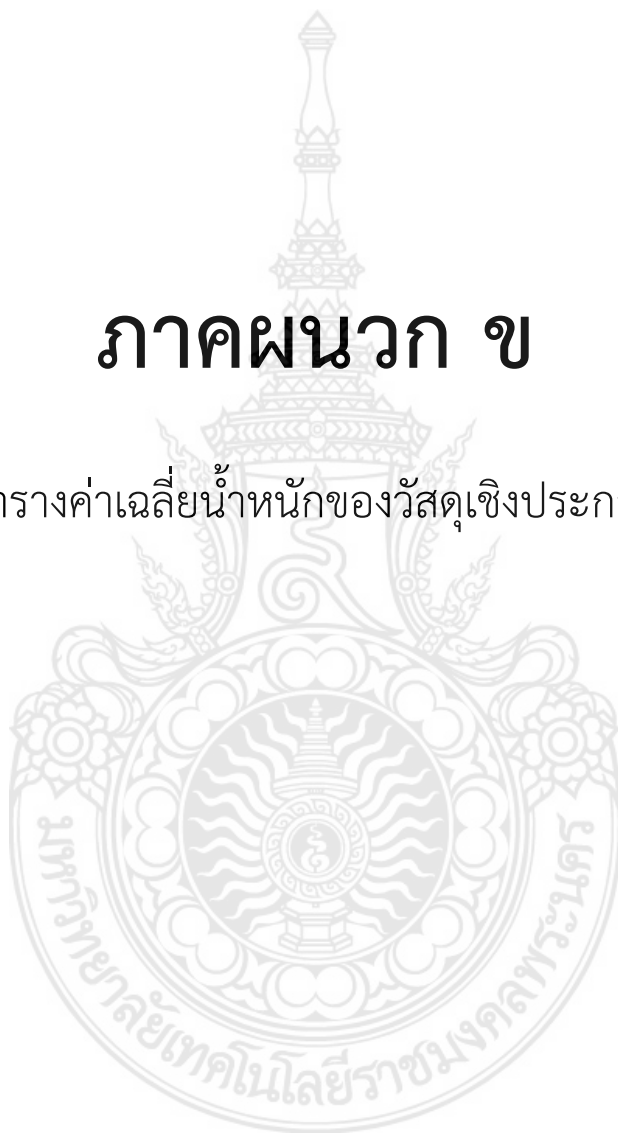 ภาคผนวก ข
ารางค่าเฉลี่ยน้ำหนักของวัสดุเชิงประก
มหาวิทยาลัยเทคโนโลยีราชมงคลพระนคร